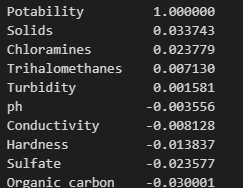 Potability 1.000000
Solids 0.033743
Chloramines 0.023779
Trihalomethanes 0.007130
Turbidity 0.001581
ph -0.003556
Conductivity -0.008128
Hardness -0.013837
Sulfate -0.023577
Organic_carbon -0.030001